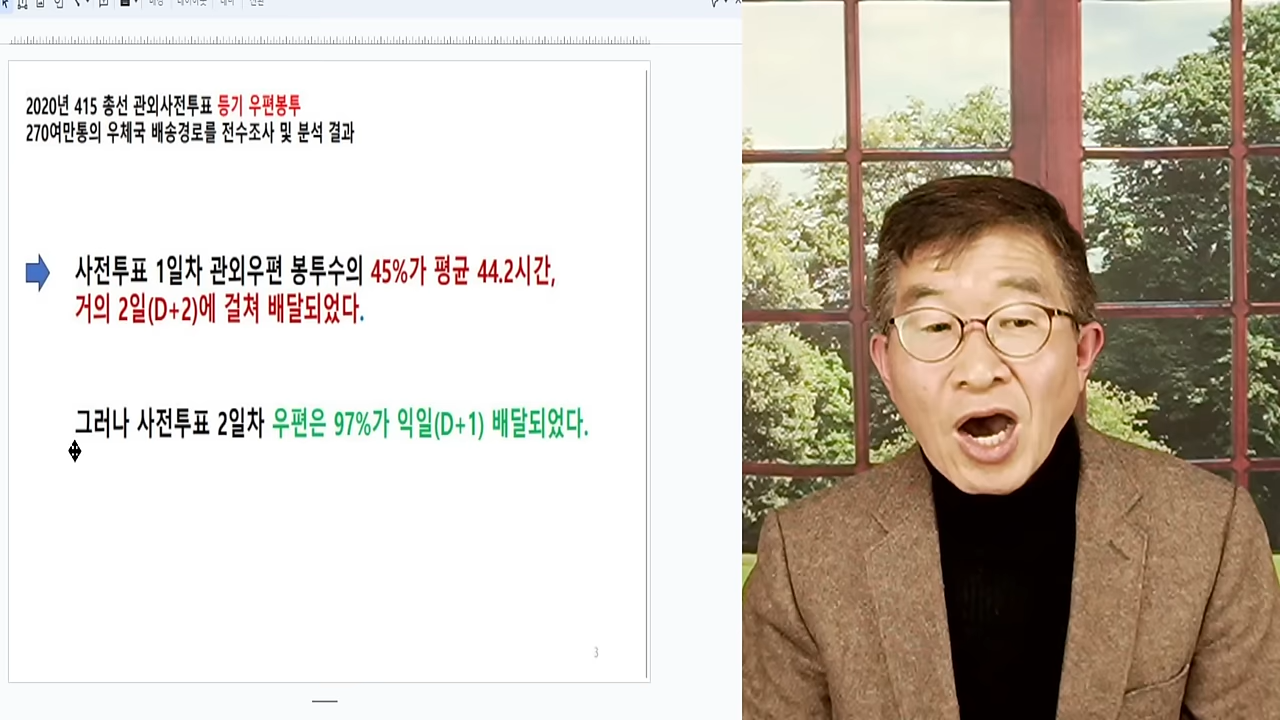 2020년 415 총선 관외사전투표 등기 우편봉투
270여만통의 우체국 배송경로를 전수조사 및 분석 결과
사전투표 1일차 관외우편 봉투수의 45%가 평균 44.2시간,
거의 2일(D+2)에 걸쳐 배달되었다.
그러나 사전투표 2일차 우편은 97%가 익일(D+1) 배달되었다.
3